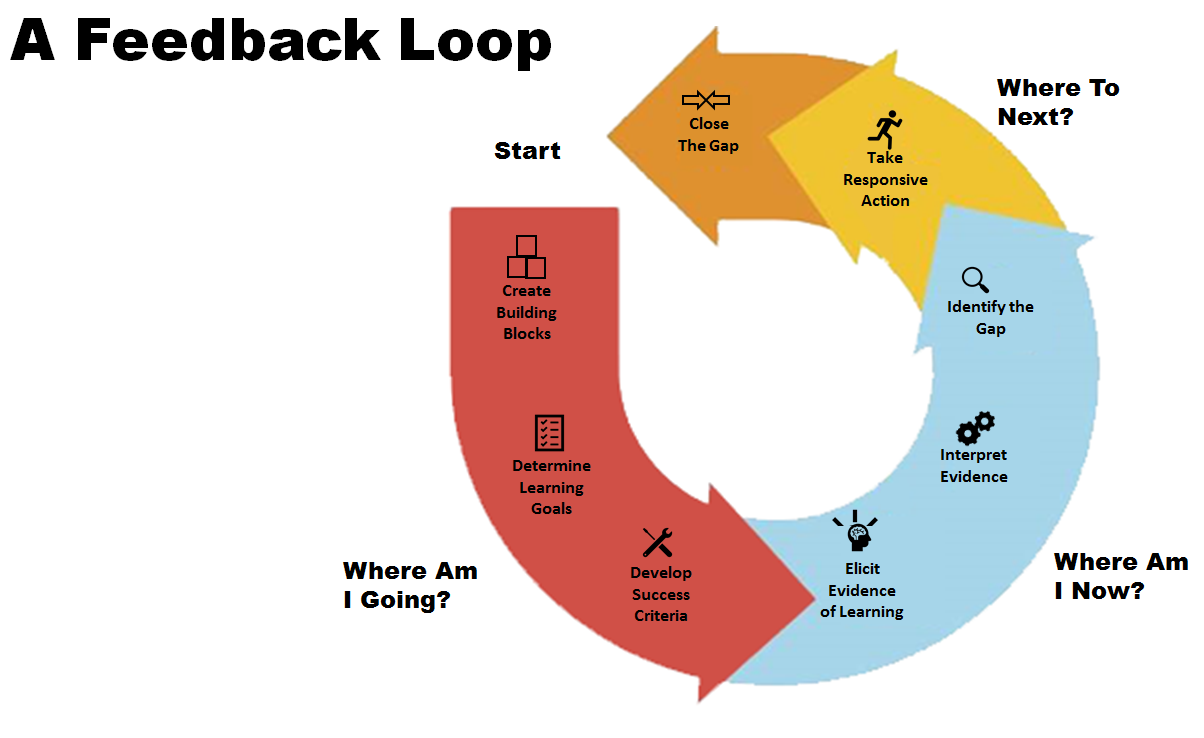 A Feedback Loop
Start
Create
Building
Blocks
Determine
Learning
Goals
Develop
Success
Criteria
Where Am
I Going?
Elicit
Evidence
of Learning
Interpret
Evidence
Identify the
Gap
Where Am
I Now?
Take
Responsive
Action
Where To
Next?
Close
The Gap